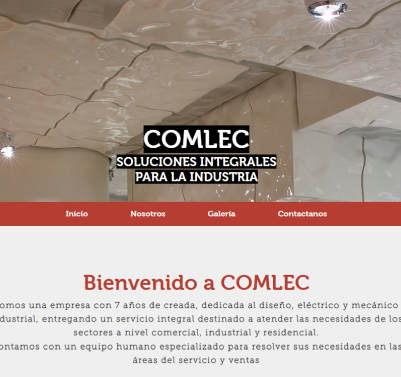 COMLEC
SOLUCIONES INTEGRALES
PARA LA INDUSTRIA
Inicio Nosotros Galería Contactanos
Bienvenido a COMLEC
omos una empresa con 7 años de creada, dedicada al diseño, eléctrico y mecánico
dustrial, entregando un servicio integral destinado a atender las necesidades de los
sectores a nivel comercial, industrial y residencial.
ontamos con un equipo humano especializado para resolver sus necesidades en las
áreas del servicio y ventas